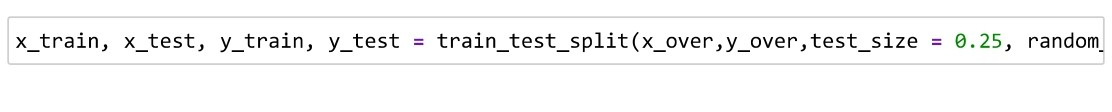 x_train, x_test, y_train, y_test = train_test_split(x_over,y_over,test_size = 0.25, random_